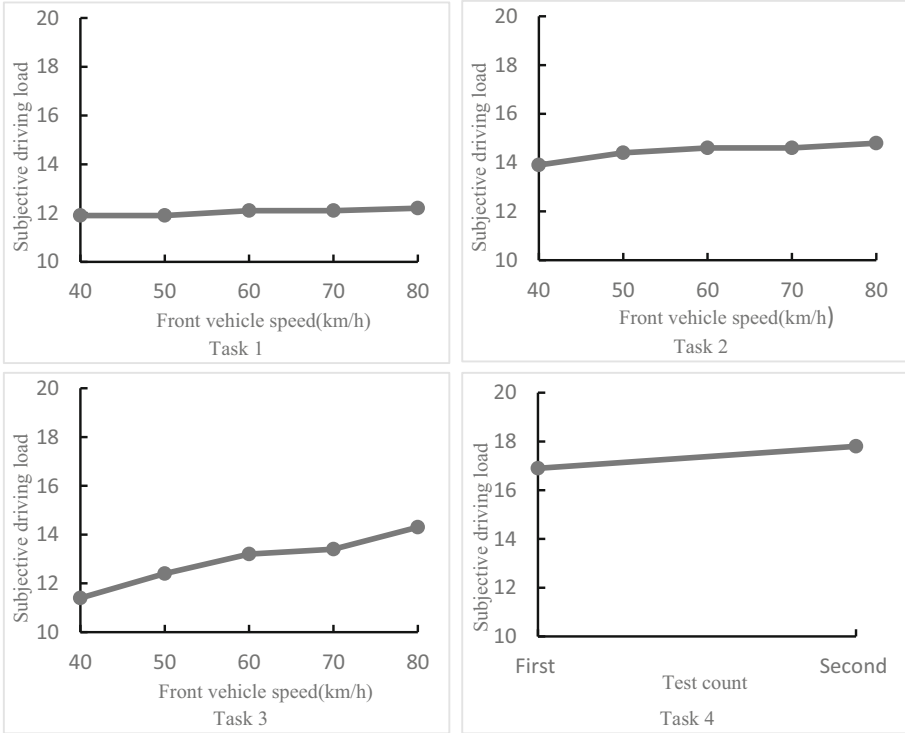 20
18
16
14
12
10
Subjective driving load
40 50 60 70 80
Front vehicle speed(km/h)
Task 1
20
18
16
14
12
10
Subjective driving load
40 50 60 70 80
Front vehicle speed(km/h)
Task 2
20
18
16
14
12
10
Subjective driving load
40 50 60 70 80
Front vehicle speed(km/h)
Task 3
20
18
16
14
12
10
Subjective driving load
First Second
Test count
Task 4